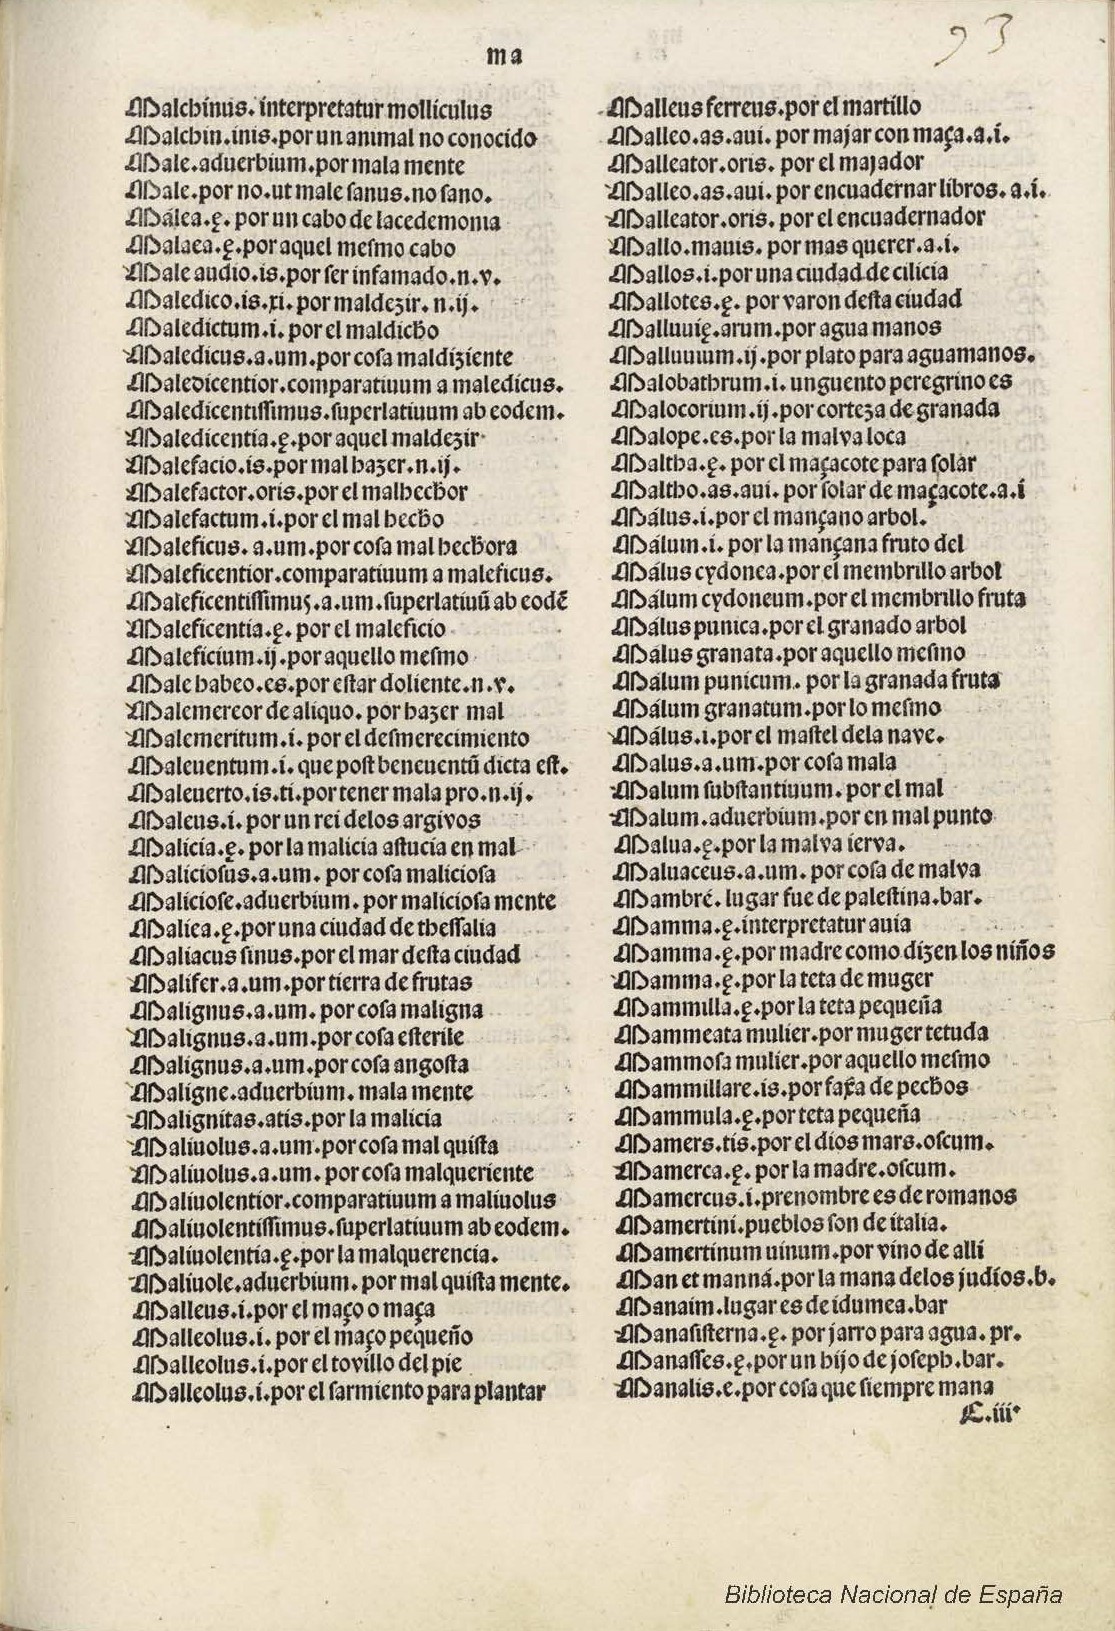 93
ma
Malchinus. interpretatur molliculus
Malchin.inis.por un animal no conocido
Male.aduerbium.por mala mente
Male.por no.ut male sanus.no sano.
Málea.ę. por un cabo de lacedemonia
Malaea.ę.por aquel mesmo cabo
Male audio.is.por ser infamado.n.v.
Maledico.is.xi.por maldezir.n.ij.
Maledictum.i.por el maldicho
Maledicus.a.um.por cosa maldiziente
Maledicentior.comparatiuum a maledicus.
Maledicentissimus.superlatiuum ab eodem.
Maledicentia.ę.por aquel maldezir
Malefacio.is.por mal hazer.n.ij.
Malefactor.oris.por el malhechor
Malefactum.i.por el mal hecho
Maleficus. a.um.por cosa mal hechora
Maleficentior.comparatiuum a maleficus.
Maleficentissimus.a.um.superlatiuū ab eodē
Maleficentia.ę. por el maleficio
Maleficium.ij.por aquello mesmo
Male habeo.es.por estar doliente.n.v.
Malemereor de aliquo. por hazer mal
Malemeritum.i. por el desmerecimiento
Maleuentum.i. que post beneuentū dicta est.
Maleuerto.is.ti.por tener mala pro.n.ij.
Maleus.i. por un rei delos argivos
Malicia.ę. por la malicia astucia en mal
Maliciosus.a.um. por cosa maliciosa
Maliciose.aduerbium. por maliciosa mente
Maliea.ę.por una ciudad de thessalia
Maliacus sinus.por el mar desta ciudad
Malifer.a.um.por tierra de frutas
Malignus.a.um. por cosa maligna
Malignus.a.um.por cosa esterile
Malignus.a.um.por cosa angosta
Maligne.aduerbium. mala mente
Malignitas.atis.por la malicia
Maliuolus.a.um.por cosa mal quista
Maliuolus.a.um. por cosa malqueriente
Maliuolentior.comparatiuum a maliuolus
Maliuolentissimus.superlatiuum ab eodem.
Maliuolentia.ę.por la malquerencia.
Maliuole.aduerbium. por mal quista mente.
Malleus.i.por el maço o maça
Malleolus.i. por el maço pequeño
Malleolus.i.por el tovillo del pie
Malleolus.i.por el sarmiento para plantar
Malleus ferreus.por el martillo
Malleo.as.aui. por majar con maça.a.i.
Malleator.oris. por el majador
Malleo.as.aui. por encuadernar libros. a.i.
Malleator.oris. por el encuadernador
Mallo.mauis. por mas querer.a.i.
Mallos.i.por una ciudad de cilicia
Mallotes.ę. por varon desta ciudad
Malluuię.arum.por agua manos
Malluuium.ij.por plato para aguamanos.
Malobathrum.i. unguento peregrino es
Malocorium.ij.por corteza de granada
Malope.es.por la malva loca
Maltha.ę. por el maçacote para solar
Maltho.as.aui. por solar de maçacote.a.i
Málus.i.por el mançano arbol.
Málum.i. por la mançana fruto del
Málus cydonea.por el membrillo arbol
Málum cydoneum.por el membrillo fruta
Málus punica.por el granado arbol
Málus granata.por aquello mesmo
Málum punicum. por la granada fruta
Málum granatum.por lo mesmo
Málus.i.por el mastel dela nave.
Malus.a.um.por cosa mala
Malum substantiuum.por el mal
Malum.aduerbium.por en mal punto
Malua.ę.por la malva ierva.
Maluaceus.a.um. por cosa de malva
Mambré. lugar fue de palestina.bar.
Mamma.ę.interpretatur auia
Mamma.ę.por madre como dizen los niños
Mamma.ę.por la teta de muger
Mammilla.ę.por la teta pequeña
Mammeata mulier.por muger tetuda
Mammosa mulier.por aquello mesmo
Mammillare.is.por faxa de pechos
Mammula.ę.por teta pequeña
Mamers.tis.por el dios mars.oscum.
Mamerca.ę. por la madre.oscum.
Mamercus.i.prenombre es de romanos
Mamertini.pueblos son de italia.
Mamertinum uinum.por vino de alli
Man et manná.por la mana delos judios.b.
Manaim.lugar es de idumea.bar
Manasisterna.ę. por jarro para agua. pr.
Manasses.ę.por un hijo de joseph.bar.
Manalis.e.por cosa que siempre mana
iii
Biblioteca Nacional de España